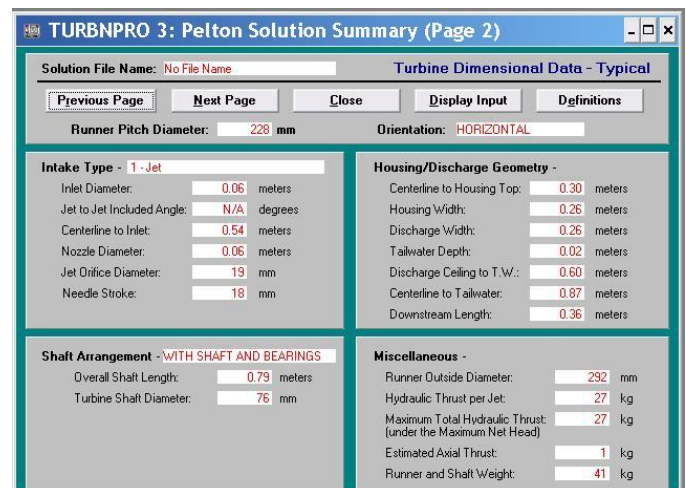 TURBNPRO 3: Pelton Solution Summary (Page 2)
Solution File Name: No File Name
Turbine Dimensional Data - Typical
Previous Page Next Page Close Display Input Definitions
Runner Pitch Diameter: 228 mm Orientation: HORIZONTAL
Intake Type - 1 - Jet
Inlet Diameter: 0.06 meters
Jet to Jet Included Angle: N/A degrees
Centerline to Inlet: 0.54 meters
Nozzle Diameter: 0.06 meters
Jet Orifice Diameter: 19 mm
Needle Stroke: 18 mm
Housing/Discharge Geometry -
Centerline to Housing Top: 0.30 meters
Housing Width: 0.26 meters
Discharge Width: 0.26 meters
Tailwater Depth: 0.02 meters
Discharge Ceiling to T.W.: 0.60 meters
Centerline to Tailwater: 0.87 meters
Downstream Length: 0.36 meters
Shaft Arrangement - WITH SHAFT AND BEARINGS
Overall Shaft Length: 0.79 meters
Turbine Shaft Diameter: 76 mm
Miscellaneous -
Runner Outside Diameter: 292 mm
Hydraulic Thrust per Jet: 27 kg
Maximum Total Hydraulic Thrust: 27 kg
(under the Maximum Net Head)
Estimated Axial Thrust: 1 kg
Runner and Shaft Weight: 41 kg